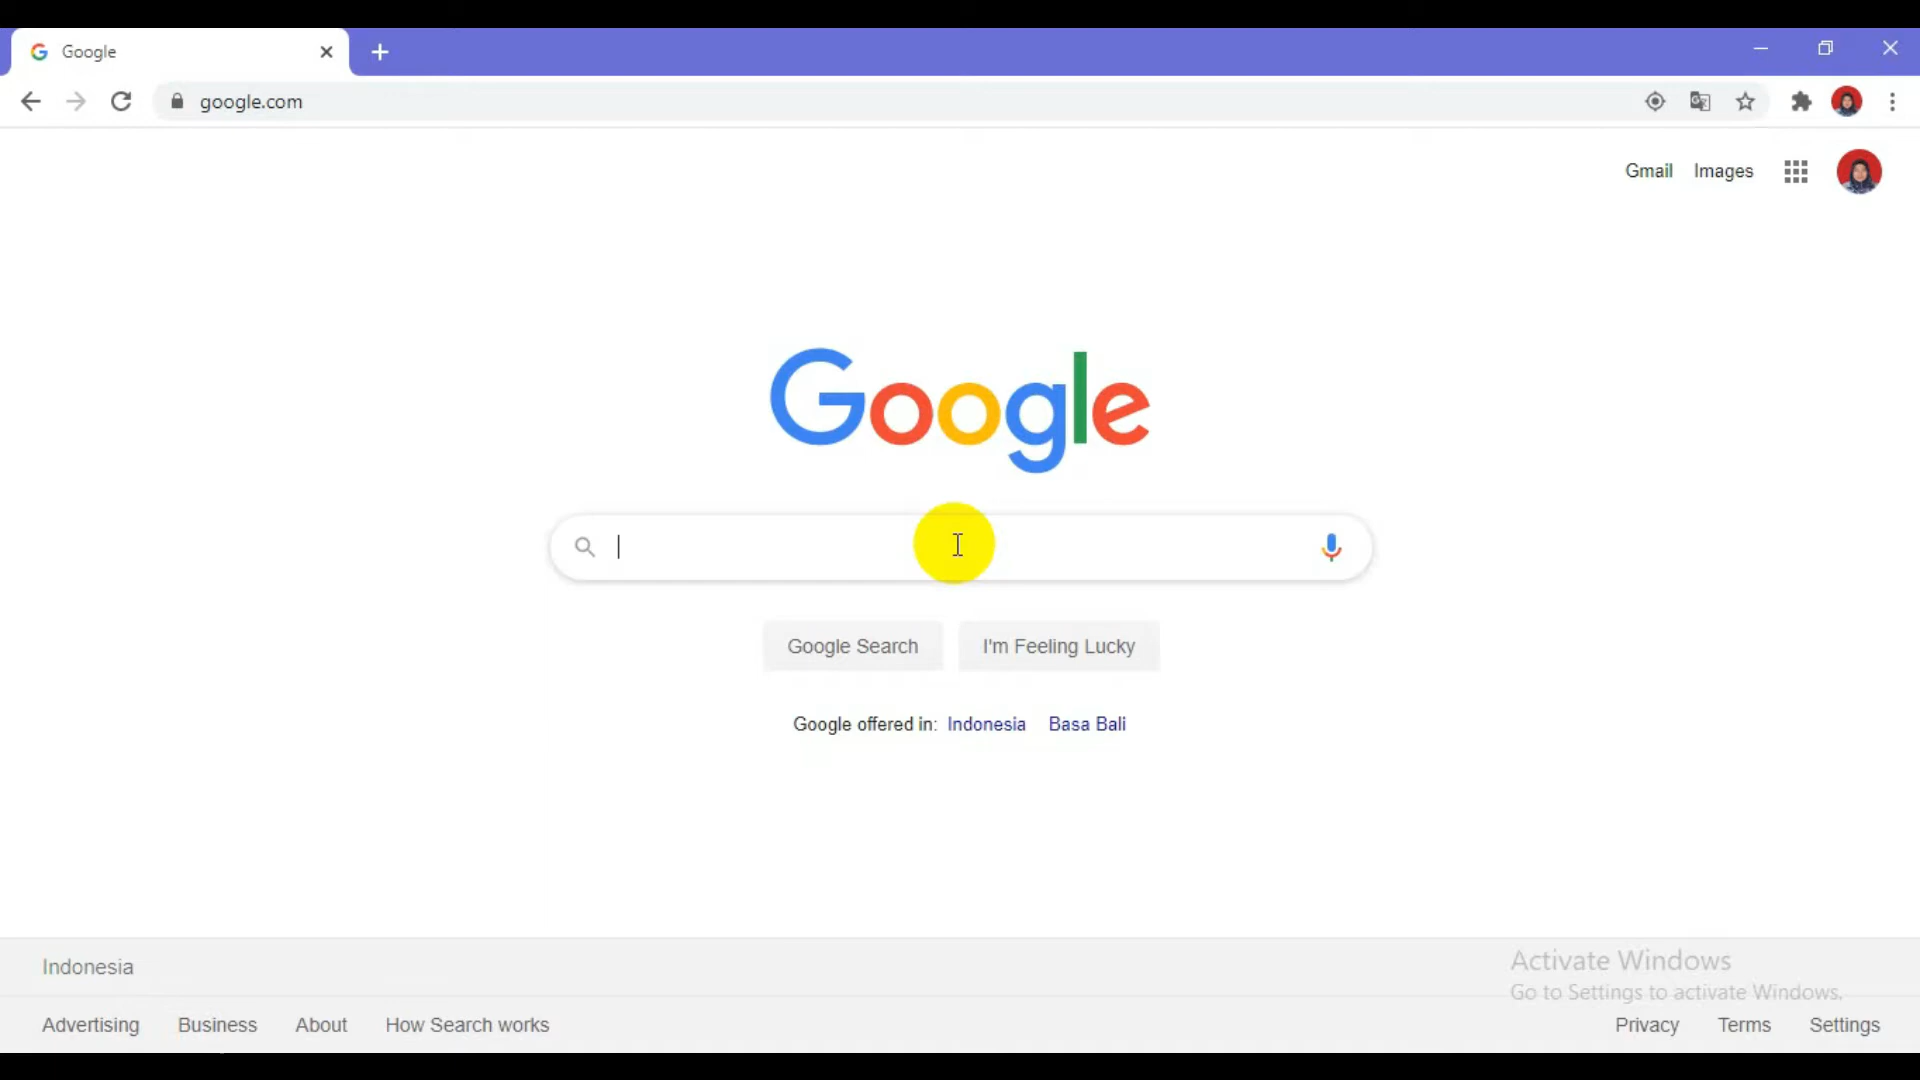 Google
google.com
Gmail Images
Google
Google Search I'm Feeling Lucky
Google offered in: Indonesia Basa Bali
Indonesia
Activate Windows
Go to Settings to activate Windows.
Advertising Business About How Search works Privacy Terms Settings